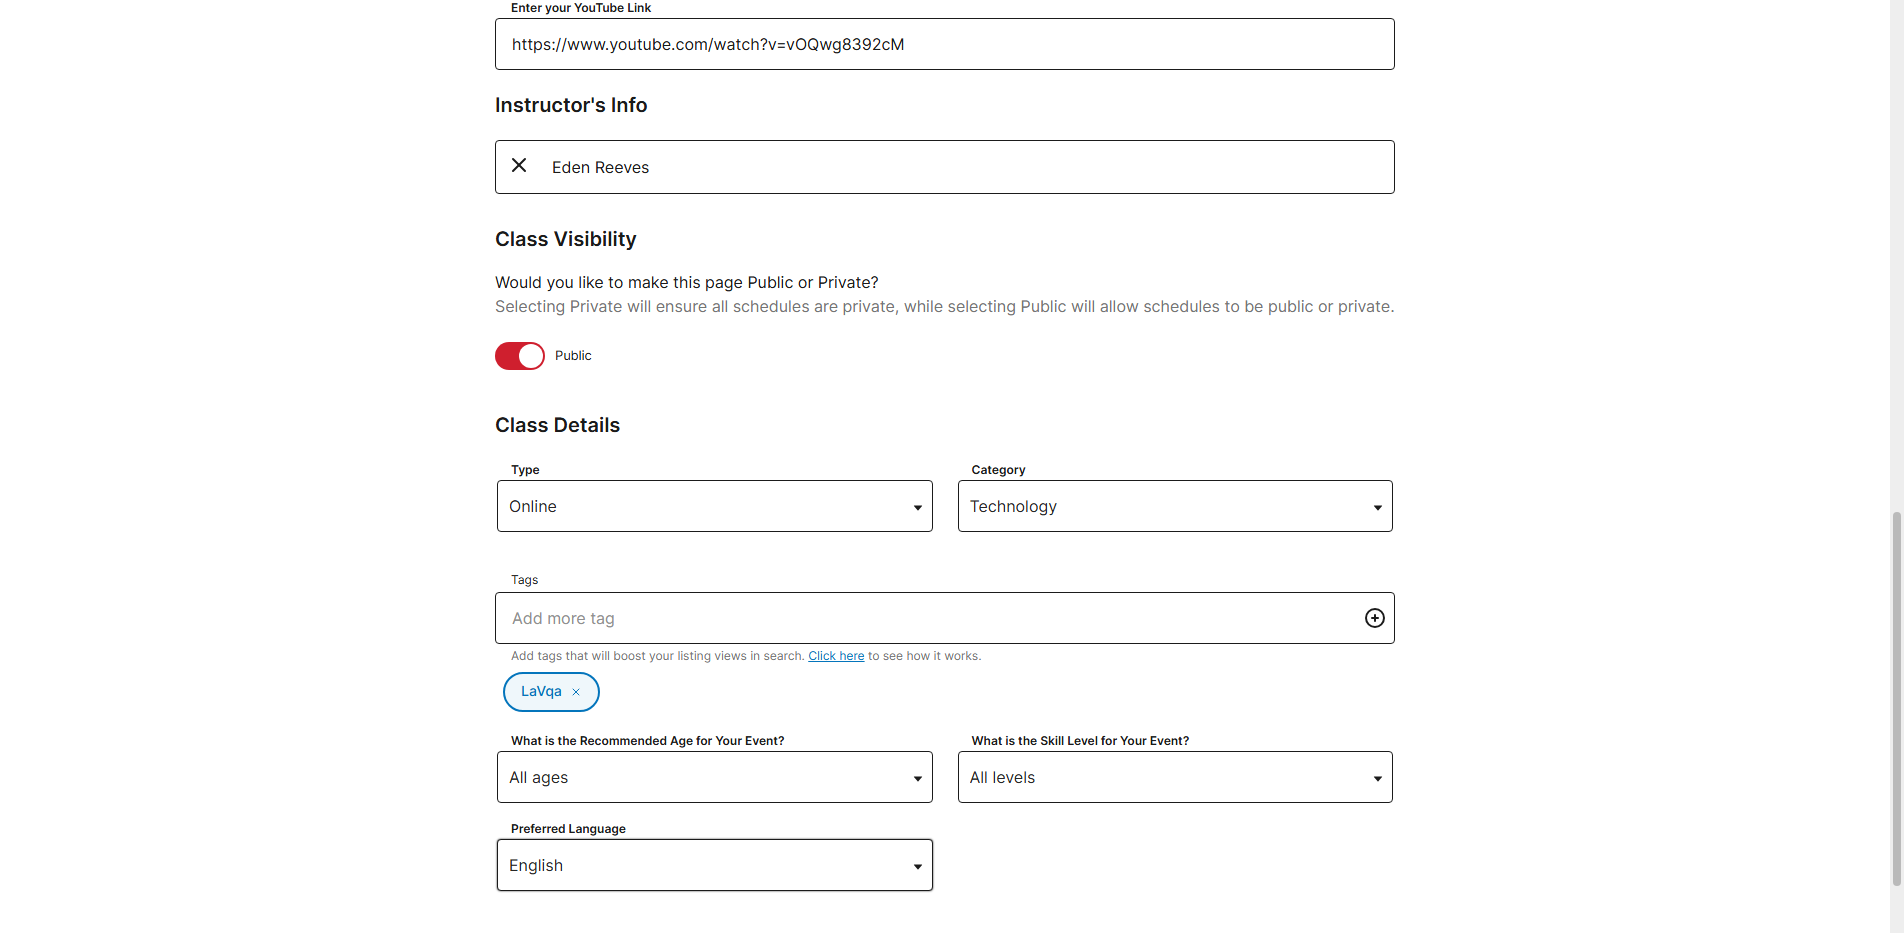 Enter your YouTube Link
https://www.youtube.com/watch?v=vOQwg8392cM
Instructor's Info
Eden Reeves
Class Visibility
Would you like to make this page Public or Private?
Selecting Private will ensure all schedules are private, while selecting Public will allow schedules to be public or private.
Public
Class Details
Type
Category
Online
Technology
Tags
Add more tag
Add tags that will boost your listing views in search. Click here to see how it works.
LaVqa ×
What is the Recommended Age for Your Event?
What is the Skill Level for Your Event?
All ages
All levels
Preferred Language
English